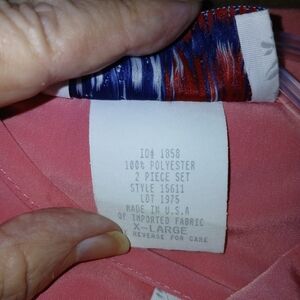 ID# 1858
100% POLYESTER
2 PIECE SET
STYLE 15611
LOT 1975
MADE IN U.S.A
OF IMPORTED FABRIC
X-LARGE
REVERSE FOR CARE